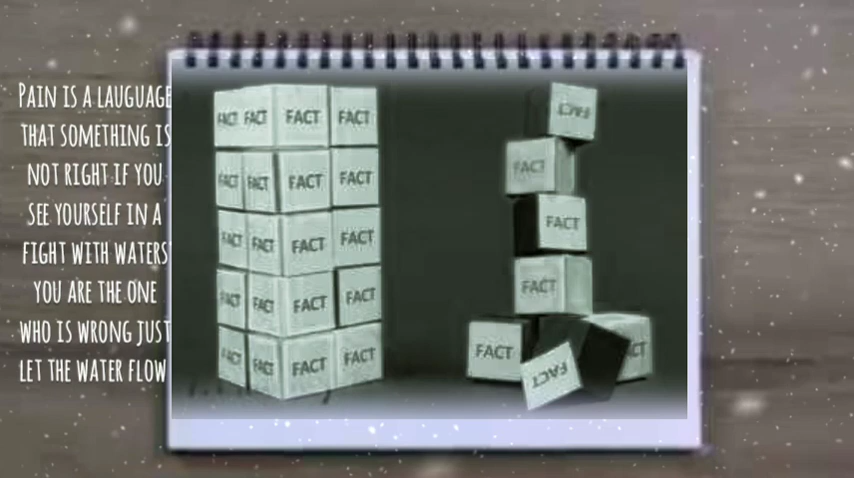 PAIN IS A LAUGUAGE
THAT SOMETHING IS
NOT RIGHT IF YOU
SEE YOURSELF IN A
FIGHT WITH WATERS
YOU ARE THE ONE
WHO IS WRONG JUST
LET THE WATER FLOW
FACT FACT FACT FACT
FACT FACT FACT FACT
FACT FACT FACT FACT
FACT FACT FACT FACT
FACT FACT FACT FACT
FACT
FACT
FACT
FACT
FACT
FACT